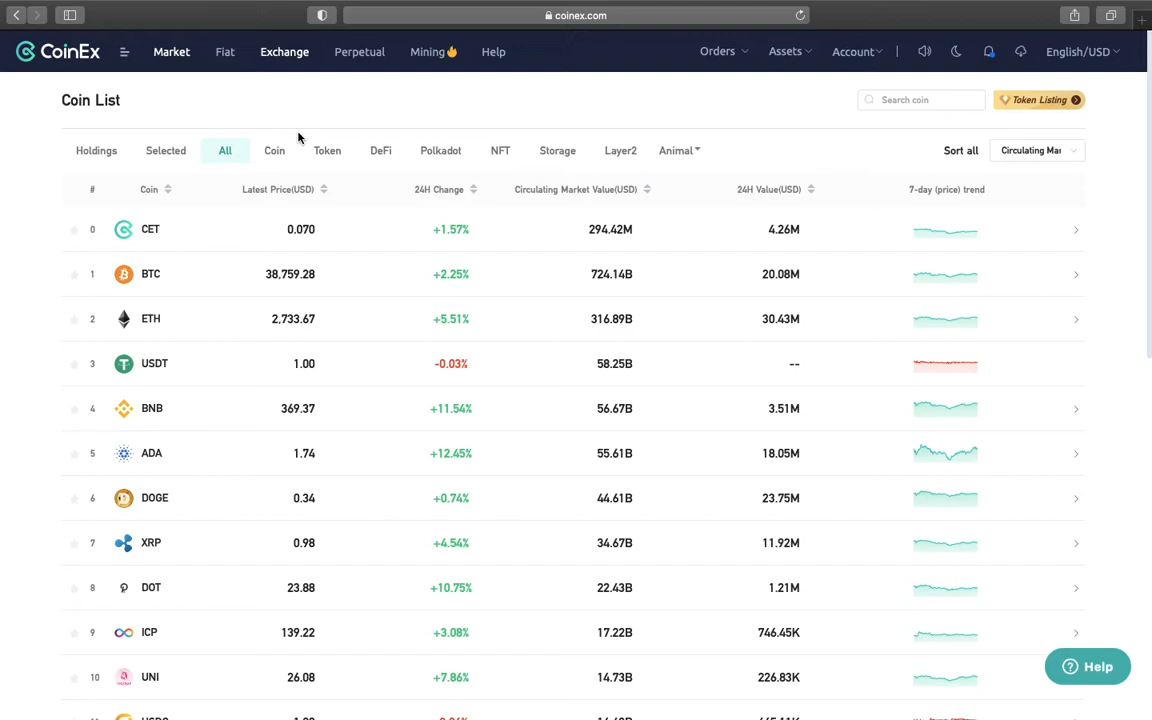 coinex.com
CoinEx Market Fiat Exchange Perpetual Mining Help Orders Assets Account | English/USD
Coin List
Search coin
Token Listing
Holdings Selected All Coin Token DeFi Polkadot NFT Storage Layer2 Animal Sort all Circulating Mar
# Coin Latest Price(USD) 24H Change Circulating Market Value(USD) 24H Value(USD) 7-day (price) trend
0 CET 0.070 +1.57% 294.42M 4.26M
1 BTC 38,759.28 +2.25% 724.14B 20.08M
2 ETH 2,733.67 +5.51% 316.89B 30.43M
3 USDT 1.00 -0.03% 58.25B --
4 BNB 369.37 +11.54% 56.67B 3.51M
5 ADA 1.74 +12.45% 55.61B 18.05M
6 DOGE 0.34 +0.74% 44.61B 23.75M
7 XRP 0.98 +4.54% 34.67B 11.92M
8 DOT 23.88 +10.75% 22.43B 1.21M
9 ICP 139.22 +3.08% 17.22B 746.45K
Help
10 UNI 26.08 +7.86% 14.73B 226.83K